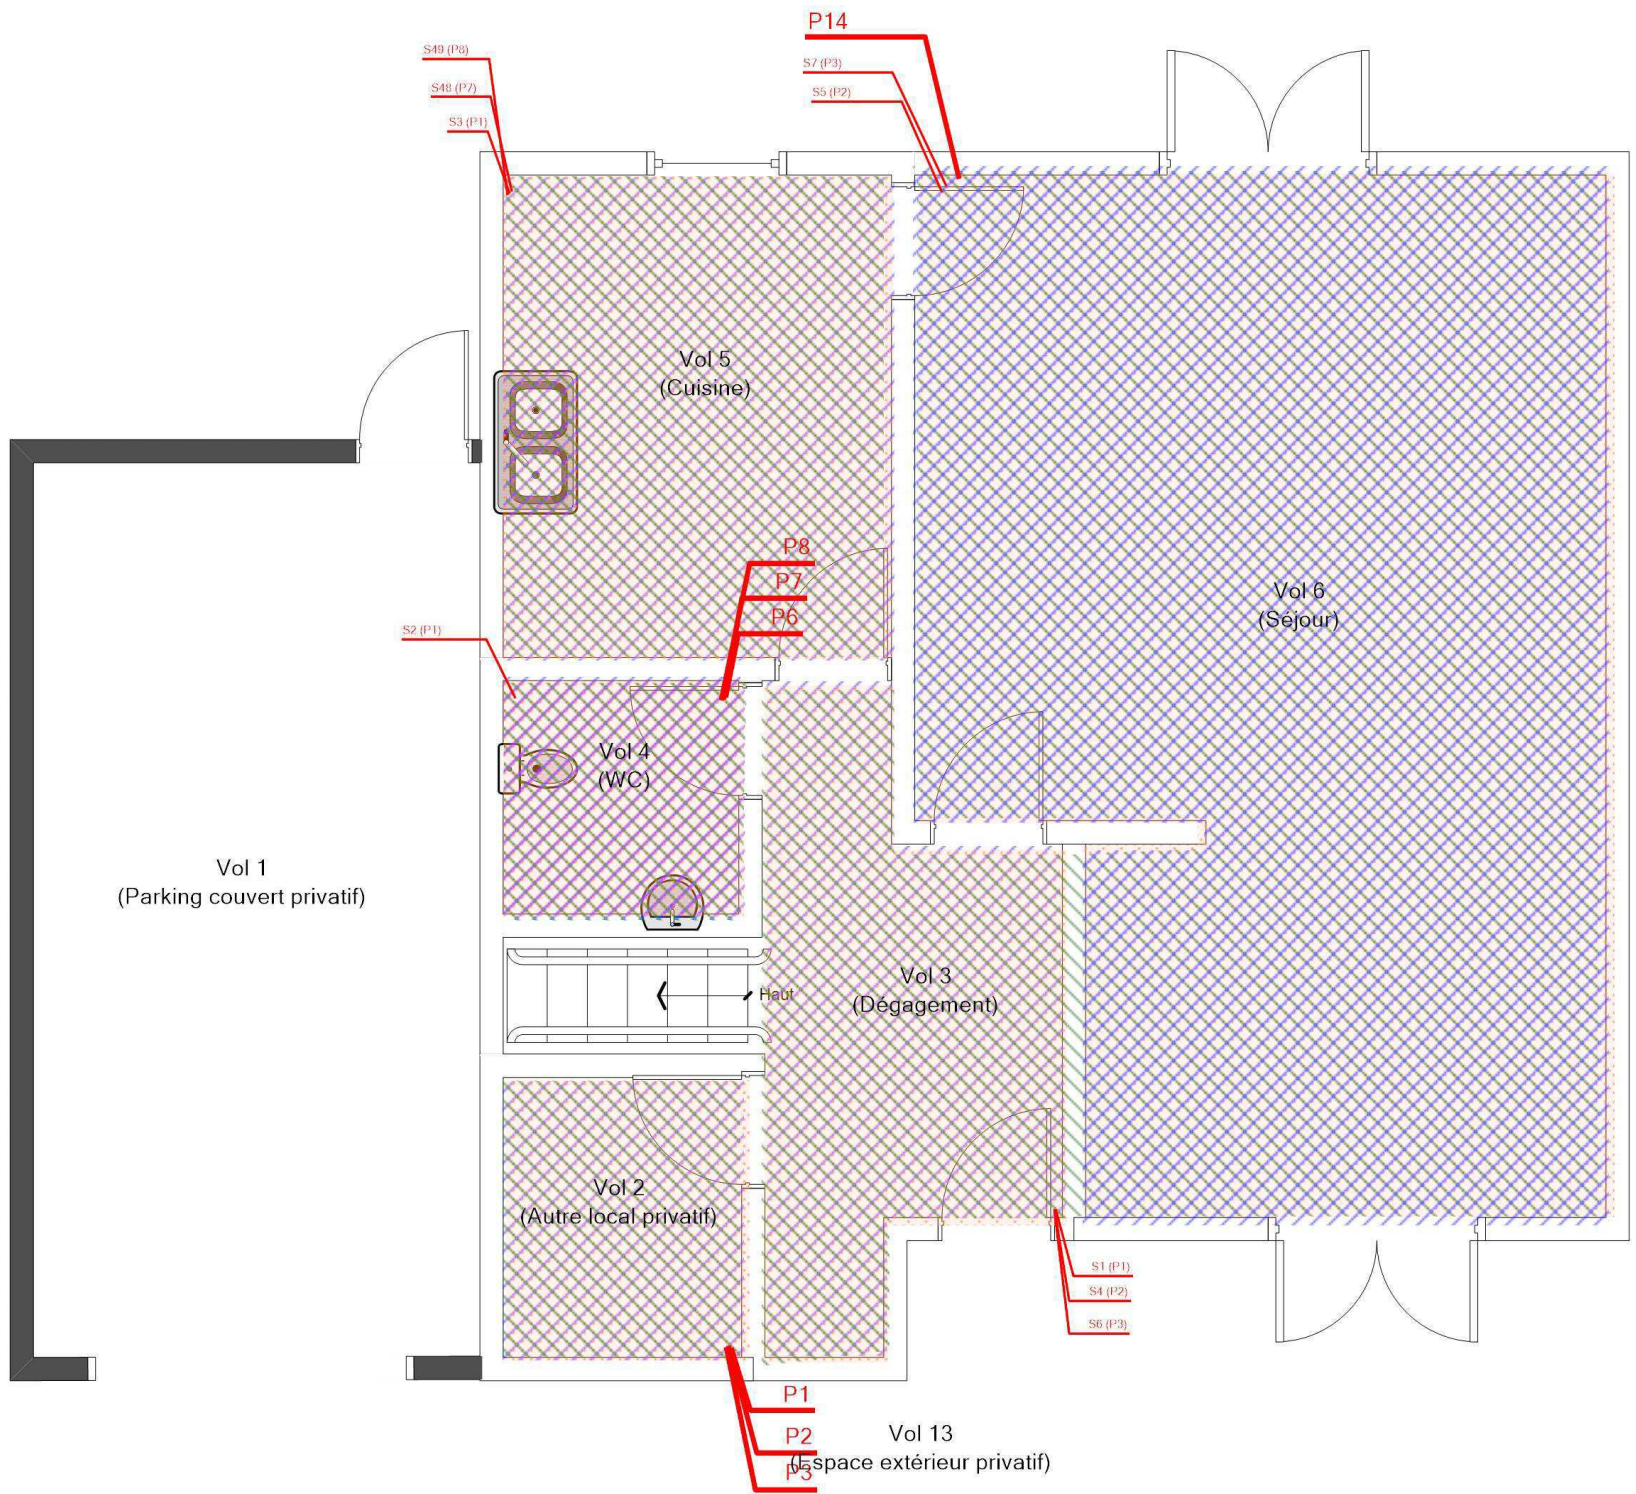 P14
S49 (P8)
S7 (P3)
S48 (P7)
S5 (P2)
S3 (P1)
Vol 5
(Cuisine)
P8
P7
P6
Vol 6
(Séjour)
S2 (P1)
Vol 4
(WC)
Vol 1
(Parking couvert privatif)
Haut
Vol 3
(Dégagement)
Vol 2
(Autre local privatif)
S1 (P1)
S4 (P2)
S6 (P3)
P1
P2
P3
Vol 13
(Espace extérieur privatif)